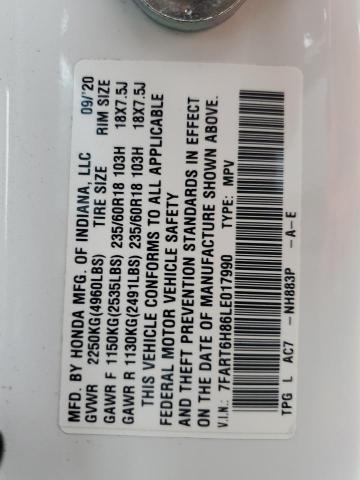 MFD. BY HONDA MFG. OF INDIANA, LLC 09/'20
GVWR 2250KG(4960LBS) TIRE SIZE RIM SIZE
GAWR F 1150KG(2535LBS) 235/60R18 103H 18X7.5J
GAWR R 1130KG(2491LBS) 235/60R18 103H 18X7.5J
THIS VEHICLE CONFORMS TO ALL APPLICABLE
FEDERAL MOTOR VEHICLE SAFETY
AND THEFT PREVENTION STANDARDS IN EFFECT
ON THE DATE OF MANUFACTURE SHOWN ABOVE.
V.I.N.: 7FART6H86LE017990 TYPE: MPV
TPG L AC7 -NH883P -A-E